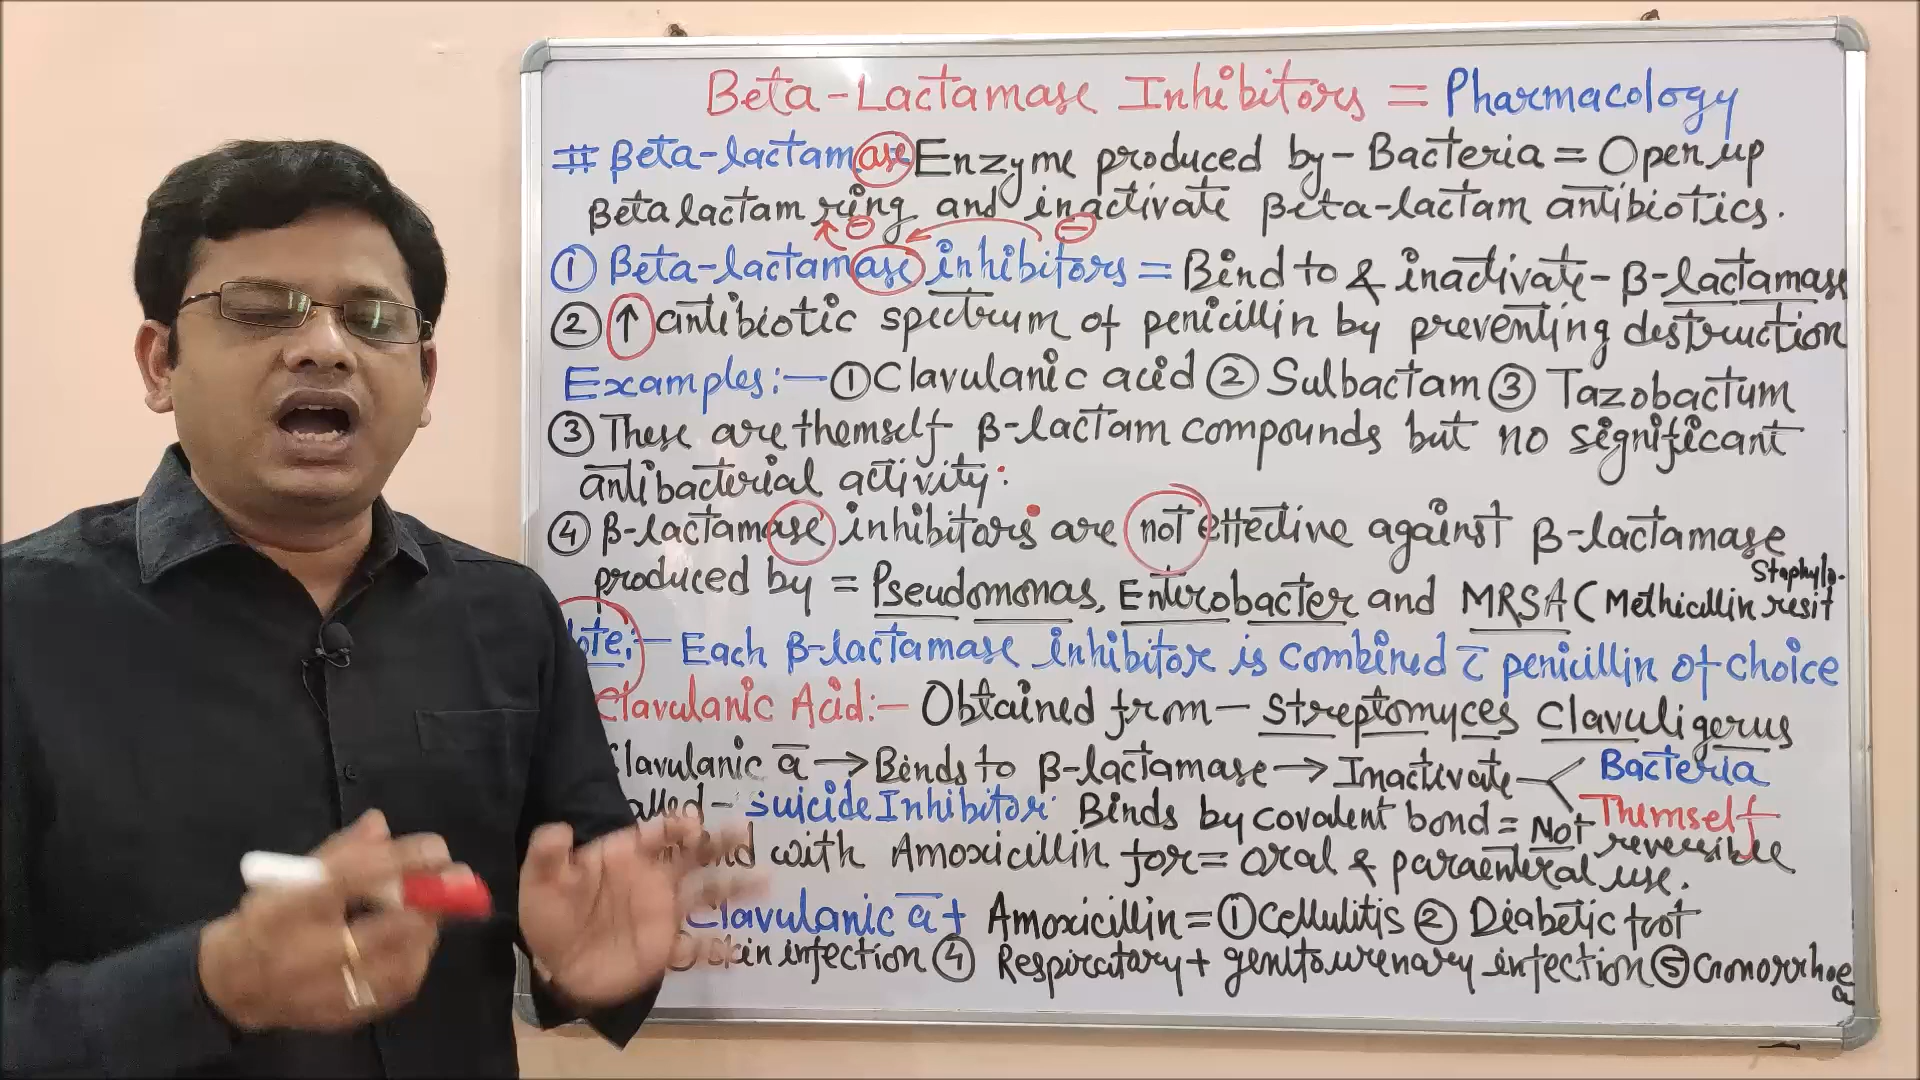 Beta-Lactamase Inhibitors = Pharmacology
# Beta-lactamase Enzyme produced by - Bacteria = Open up
Beta lactam ring and inactivate Beta-lactam antibiotics.
① Beta-lactamase inhibitors = Bind to & inactivate - β-lactamase
② ↑ antibiotic spectrum of penicillin by preventing destruction
Examples:- ① Clavulanic acid ② Sulbactam ③ Tazobactum
③ These are themself β-lactam compounds but no significant
antibacterial activity.
④ β-lactamase inhibitors are not effective against β-lactamase
produced by = Pseudomonas, Enterobacter and MRSA (Methicillin resit
Staphylo-
ote:- Each β-lactamase inhibitor is combined c̄ penicillin of choice
Clavulanic Acid:- Obtained from - Streptomyces Clavuligerus
lavulanic ā → Binds to β-lactamase → Inactivate Bacteria
Themself
alled - Suicide Inhibitor. Binds by covalent bond = Not reversible
with Amoxicillin for = oral & paraenteral use.
Clavulanic ā + Amoxicillin = ① Cellulitis ② Diabetic foot
skin infection ④ Respiratory + genitourenary infection ⑤ Gonorrhoea